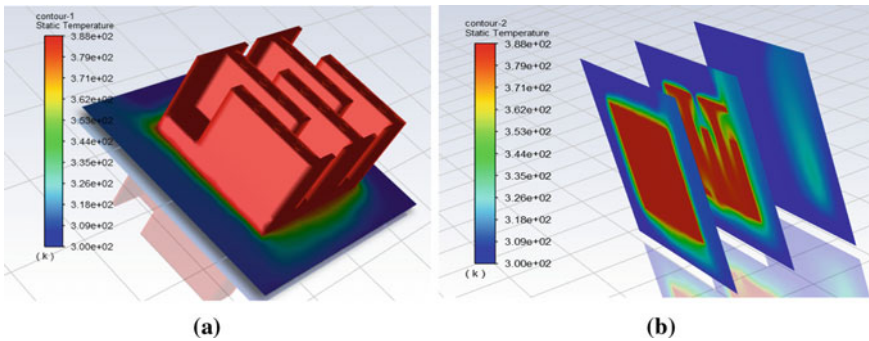 contour-1
Static Temperature
3.88e+02
3.79e+02
3.71e+02
3.62e+02
3.53e+02
3.44e+02
3.35e+02
3.26e+02
3.18e+02
3.09e+02
3.00e+02
( k )
(a)
contour-2
Static Temperature
3.88e+02
3.79e+02
3.71e+02
3.62e+02
3.53e+02
3.44e+02
3.35e+02
3.26e+02
3.18e+02
3.09e+02
3.00e+02
( k )
(b)